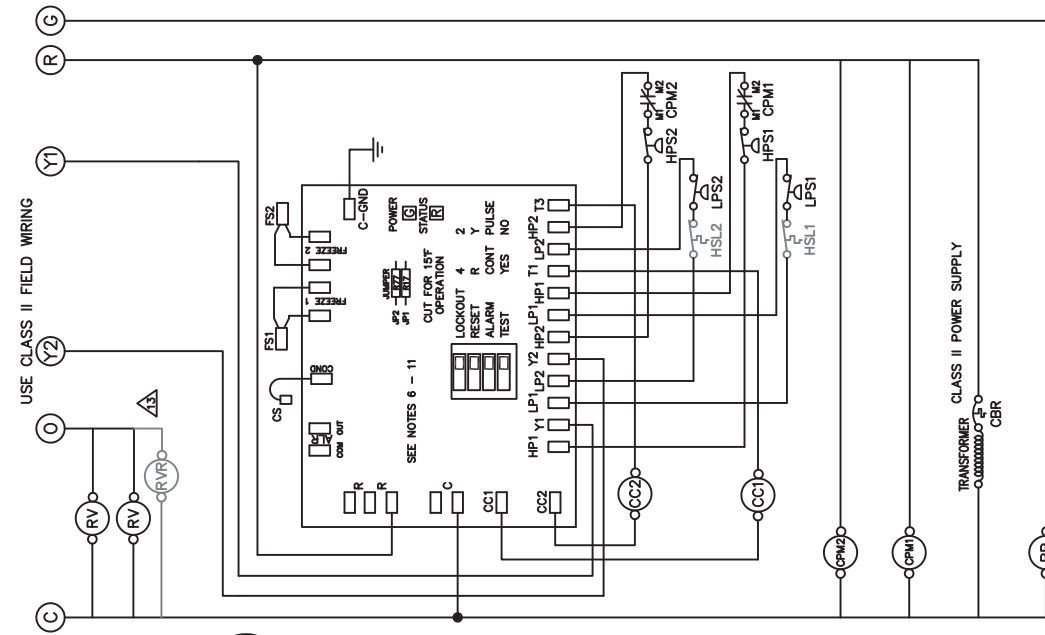 USE CLASS II FIELD WIRING
G
R
Y1
Y2
O
C
13
RV
RV
RVR
FS2
FS1
FREEZE 2
FREEZE 1
CS
COND
ALR
OUT
COM
C-GND
POWER
G
STATUS
R
JUMPER
R77
R17
JP2
JP1
CUT FOR 15°F
OPERATION
LOCKOUT 4 2
RESET R Y
ALARM CONT PULSE
TEST YES NO
SEE NOTES 6 - 11
T3
HP2
LP2
T1
HP1
LP1
HP2
Y2
LP2
LP1
Y1
HP1
R
R
C
CC1
CC2
CC2
CC1
M2
M1
CPM2
HPS2
LPS2
HSL2
M2
M1
CPM1
HPS1
LPS1
HSL1
CPM2
CPM1
CLASS II POWER SUPPLY
TRANSFORMER
CBR